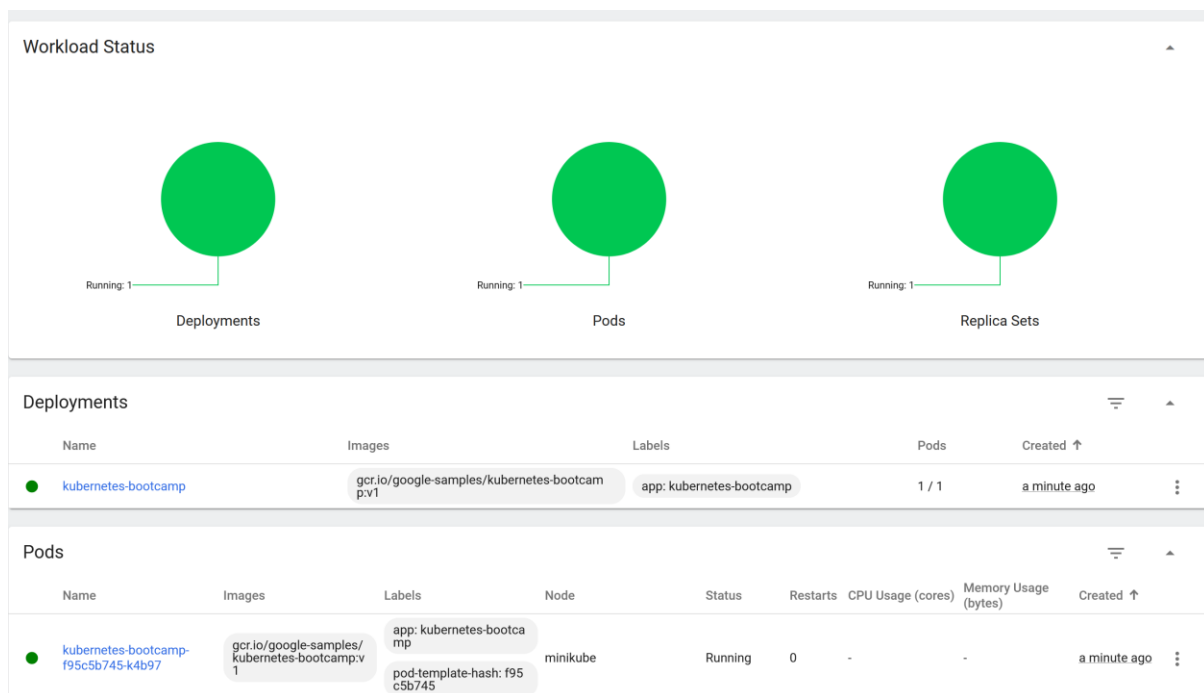 Workload Status
Running: 1
Running: 1
Running: 1
Deployments
Pods
Replica Sets
Deployments
Name
Images
Labels
Pods
Created ↑
kubernetes-bootcamp
gcr.io/google-samples/kubernetes-bootcam
p:v1
app: kubernetes-bootcamp
1 / 1
a minute ago
Pods
Name
Images
Labels
Node
Status
Restarts
CPU Usage (cores)
Memory Usage
(bytes)
Created ↑
kubernetes-bootcamp-
f95c5b745-k4b97
gcr.io/google-samples/
kubernetes-bootcamp:v
1
app: kubernetes-bootca
mp
pod-template-hash: f95
c5b745
minikube
Running
0
-
-
a minute ago